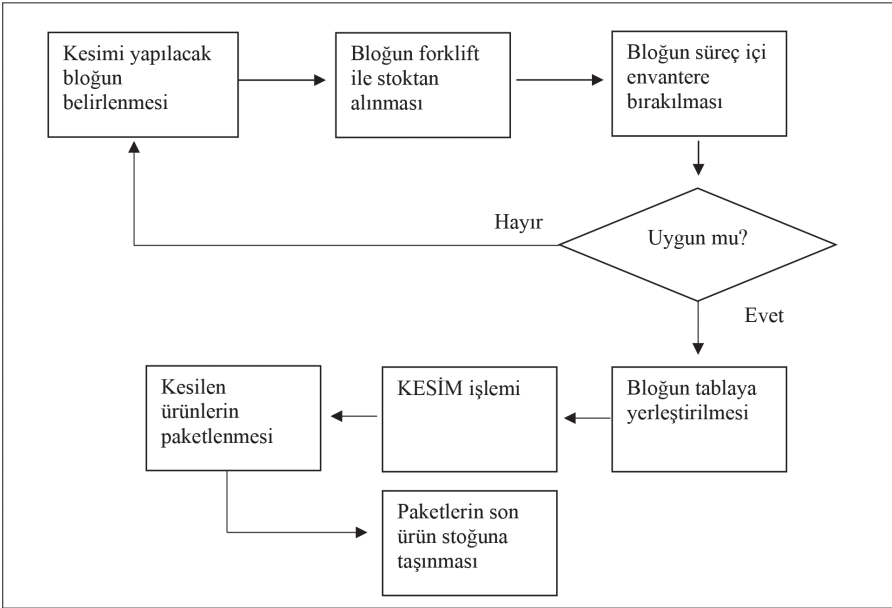 Kesimi yapılacak
bloğun
belirlenmesi
Bloğun forklift
ile stoktan
alınması
Bloğun süreç içi
envantere
bırakılması
Hayır
Uygun mu?
Evet
Bloğun tablaya
yerleştirilmesi
KESİM işlemi
Kesilen
ürünlerin
paketlenmesi
Paketlerin son
ürün stoğuna
taşınması